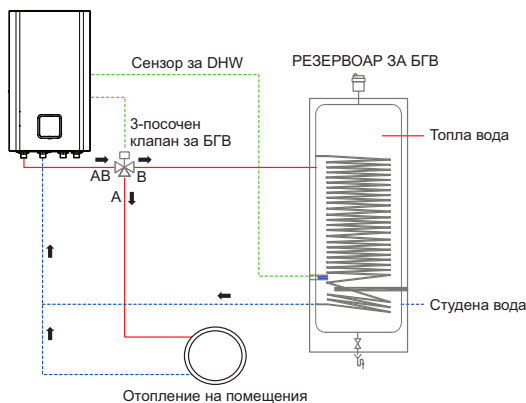 Сензор за DHW
РЕЗЕРВОАР ЗА БГВ
3-посочен
клапан за БГВ
Топла вода
AB
B
A
Студена вода
Отопление на помещения